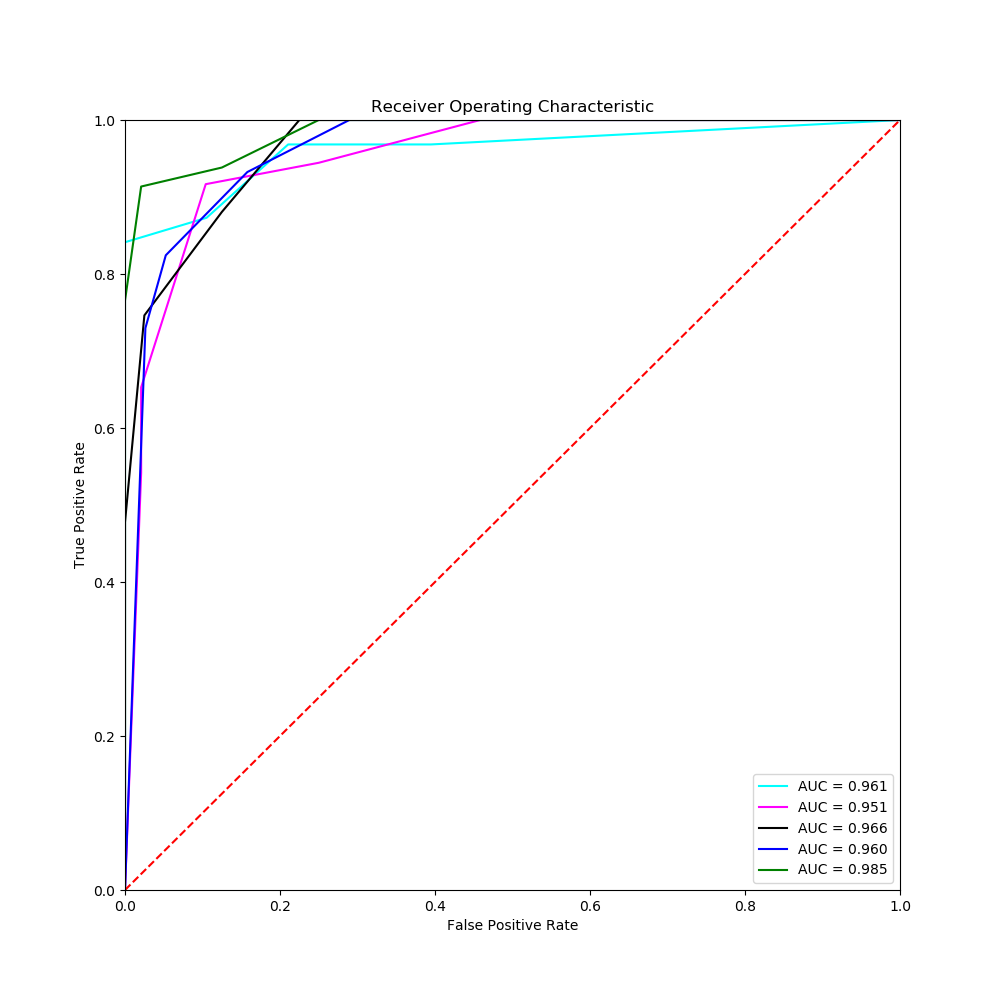 Receiver Operating Characteristic
True Positive Rate
1.0
0.8
0.6
0.4
0.2
0.0
0.0 0.2 0.4 0.6 0.8 1.0
False Positive Rate
AUC = 0.961
AUC = 0.951
AUC = 0.966
AUC = 0.960
AUC = 0.985